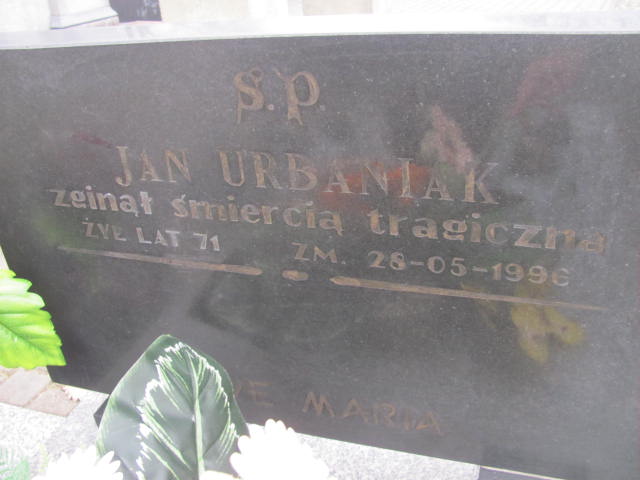 Ś.P.
JAN URBANIAK
zginął śmiercią tragiczną
ŻYŁ LAT 71 ZM. 28-05-1996
MARIA